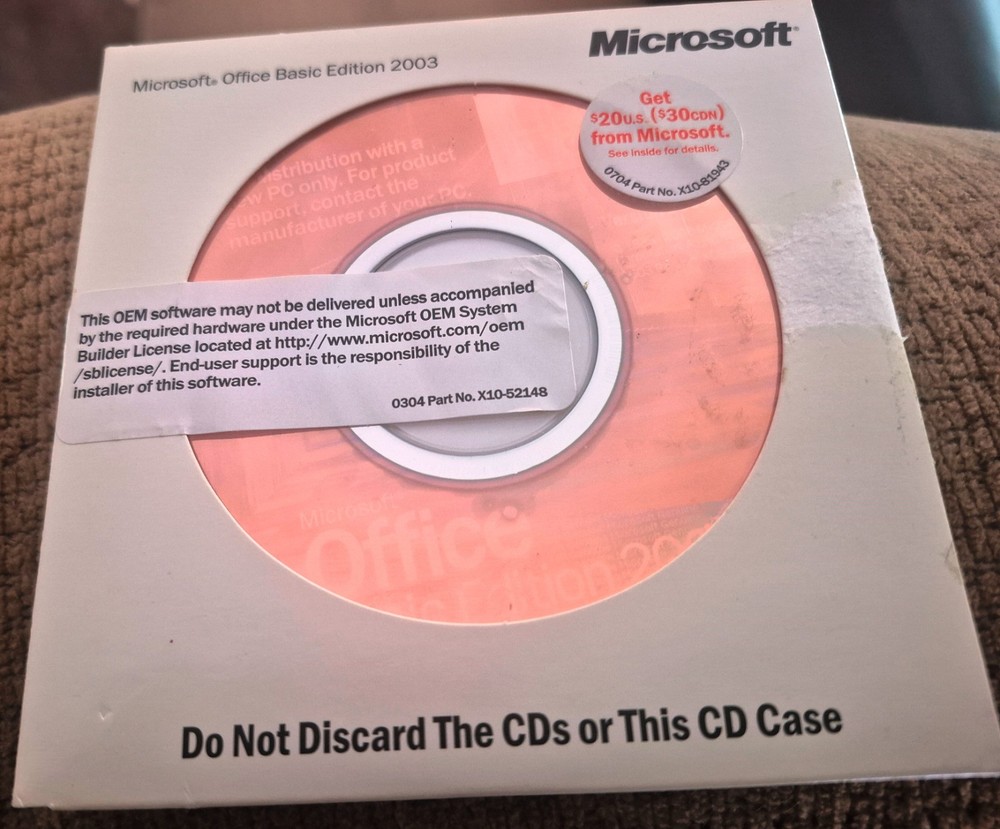 Microsoft® Office Basic Edition 2003
Microsoft®
Get
$20U.S. ($30CDN)
from Microsoft.
See inside for details.
0704 Part No. X10-81943
with a
PC only. For product
support, contact the
manufacturer of your PC.
This OEM software may not be delivered unless accompanied
by the required hardware under the Microsoft OEM System
Builder License located at http://www.microsoft.com/oem
/sblicense/. End-user support is the responsibility of the
installer of this software.
0304 Part No. X10-52148
Microsoft
Office
Edition
Do Not Discard The CDs or This CD Case